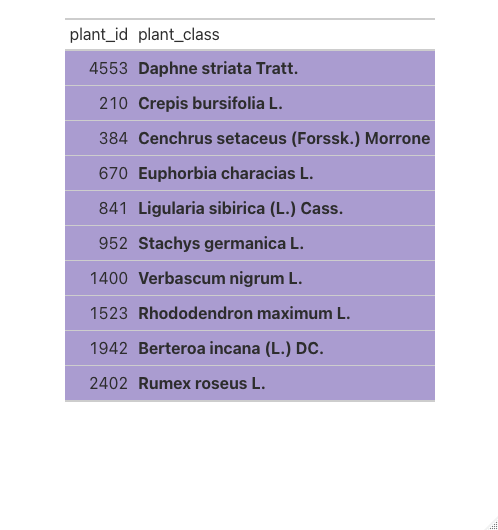 plant_id plant_class
4553 Daphne striata Tratt.
210 Crepis bursifolia L.
384 Cenchrus setaceus (Forssk.) Morrone
670 Euphorbia characias L.
841 Ligularia sibirica (L.) Cass.
952 Stachys germanica L.
1400 Verbascum nigrum L.
1523 Rhododendron maximum L.
1942 Berteroa incana (L.) DC.
2402 Rumex roseus L.